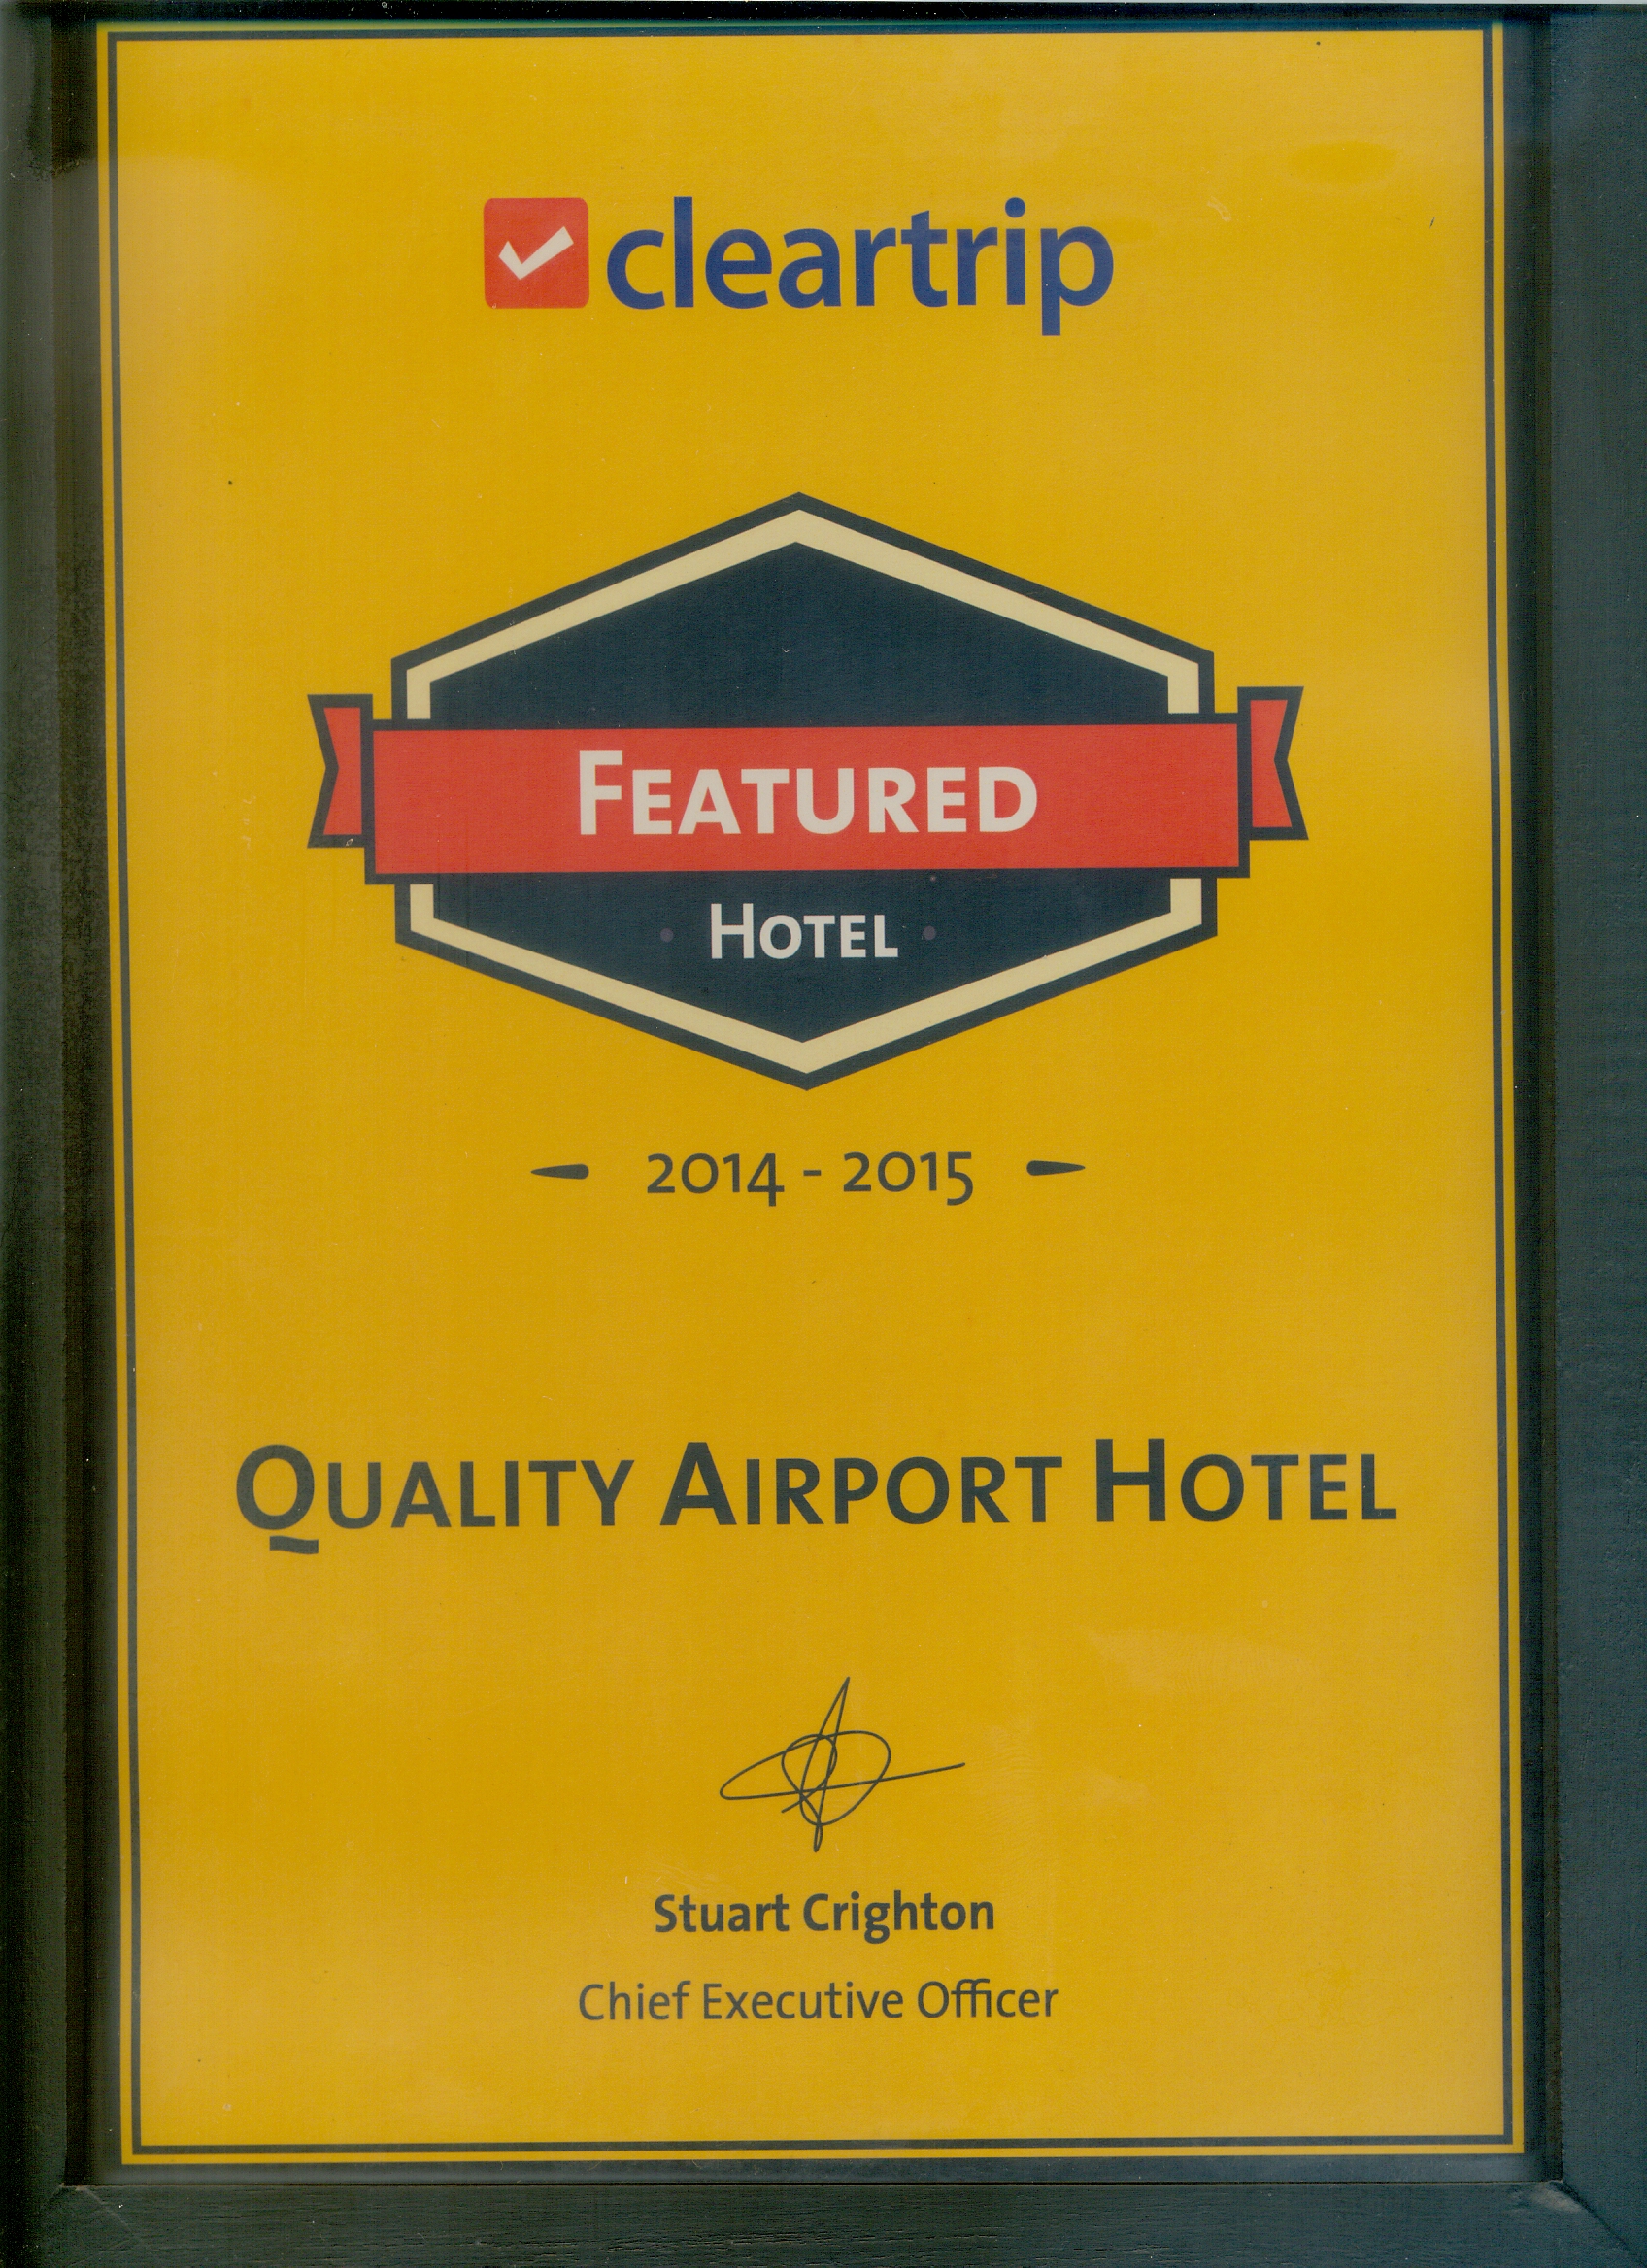 cleartrip
FEATURED
HOTEL
2014 - 2015
QUALITY AIRPORT HOTEL
Stuart Crighton
Chief Executive Officer